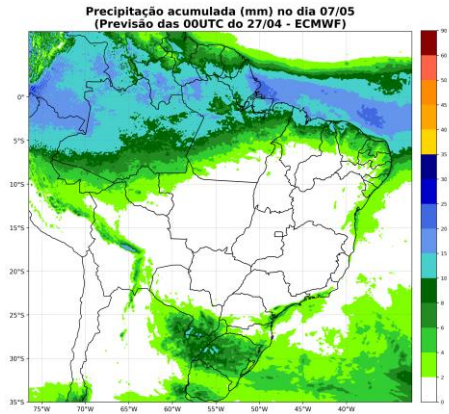 Precipitação acumulada (mm) no dia 07/05
(Previsão das 00UTC do 27/04 - ECMWF)
90
60
50
45
40
35
30
25
20
15
10
8
6
4
2
0
0°
5°S
10°S
15°S
20°S
25°S
30°S
35°S
75°W
70°W
65°W
60°W
55°W
50°W
45°W
40°W